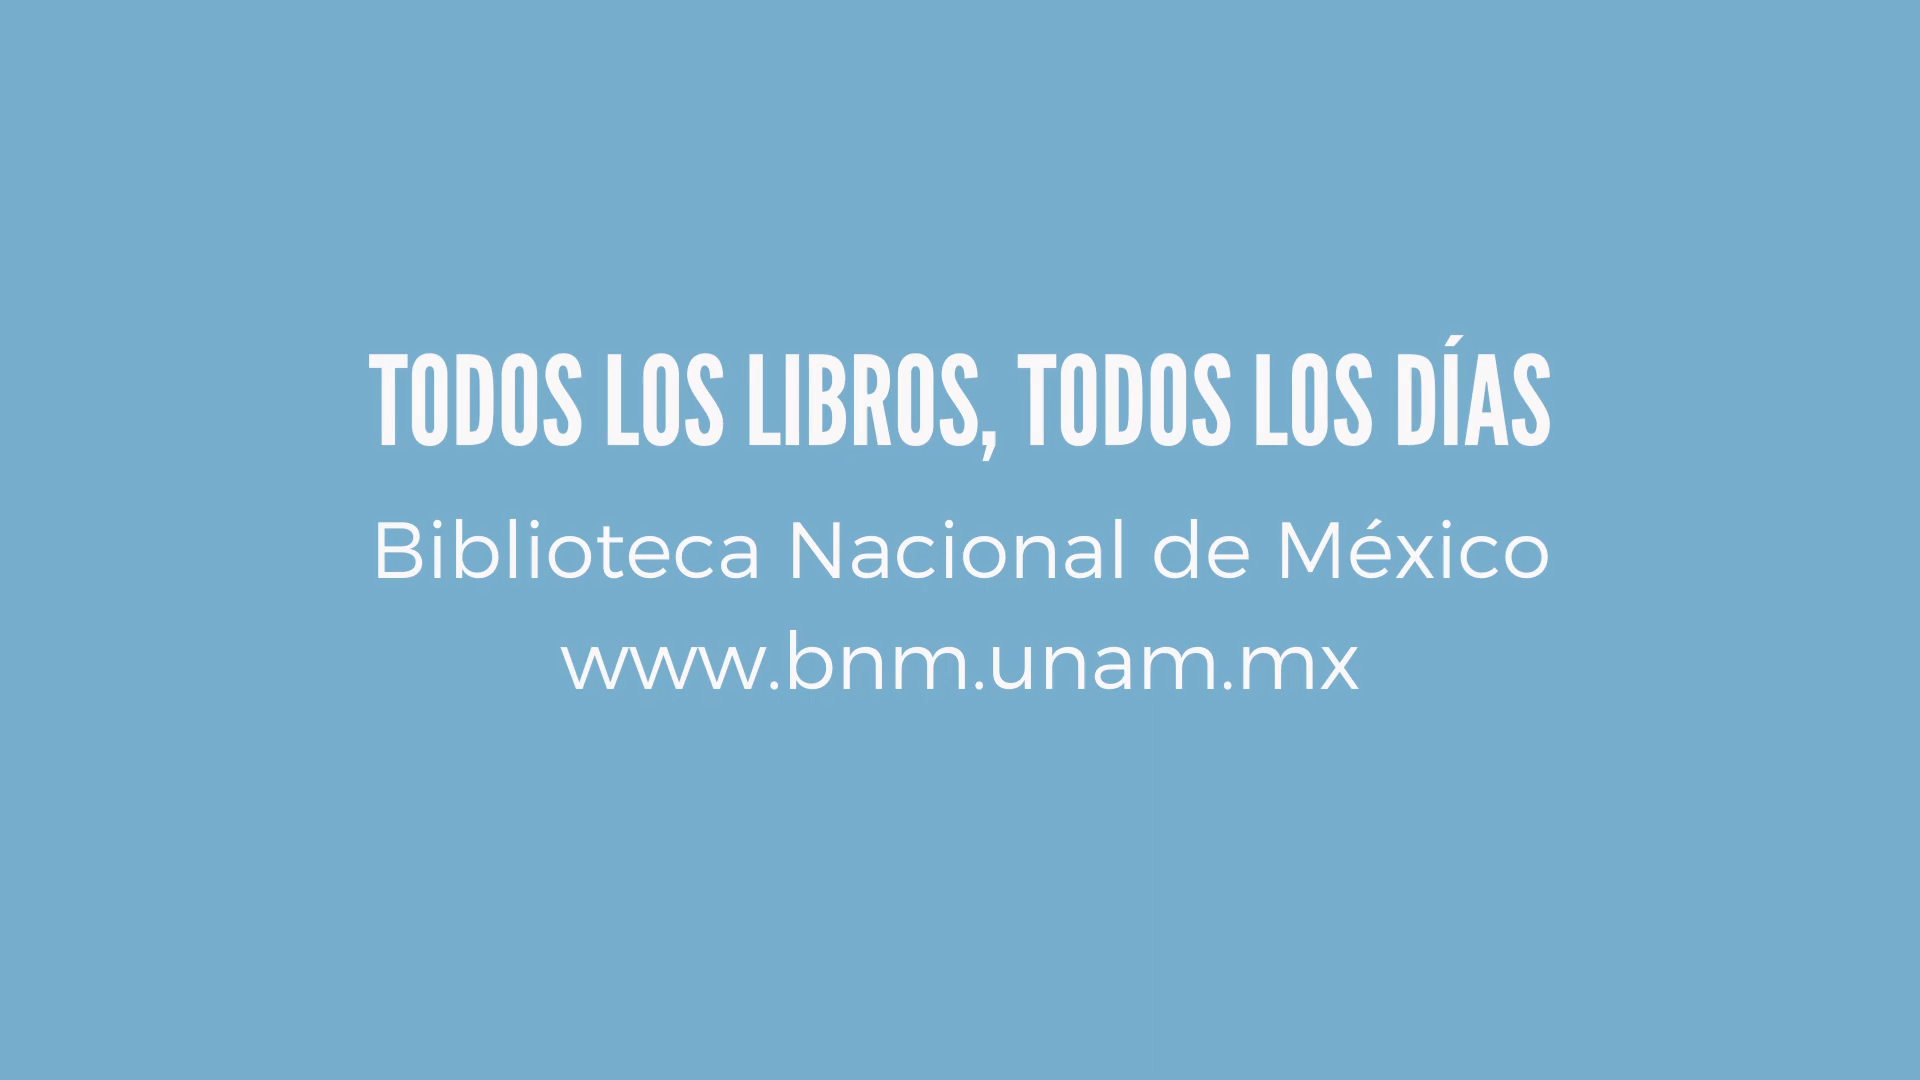 TODOS LOS LIBROS, TODOS LOS DÍAS
Biblioteca Nacional de México
www.bnm.unam.mx